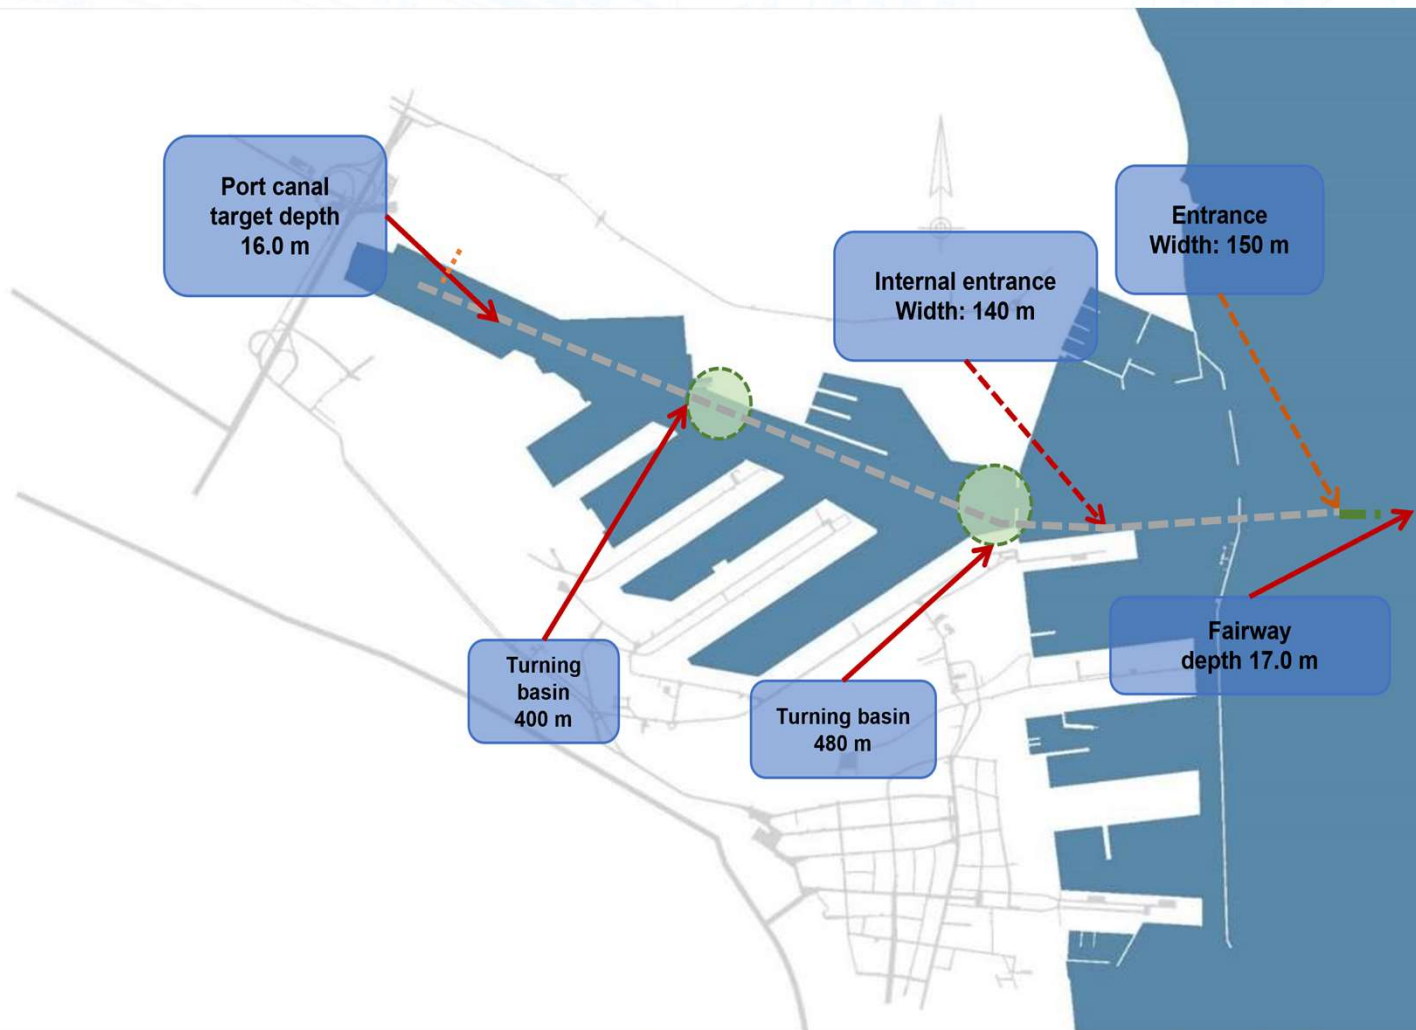 Port canal
target depth
16.0 m
Entrance
Width: 150 m
Internal entrance
Width: 140 m
Turning
basin
400 m
Turning basin
480 m
Fairway
depth 17.0 m